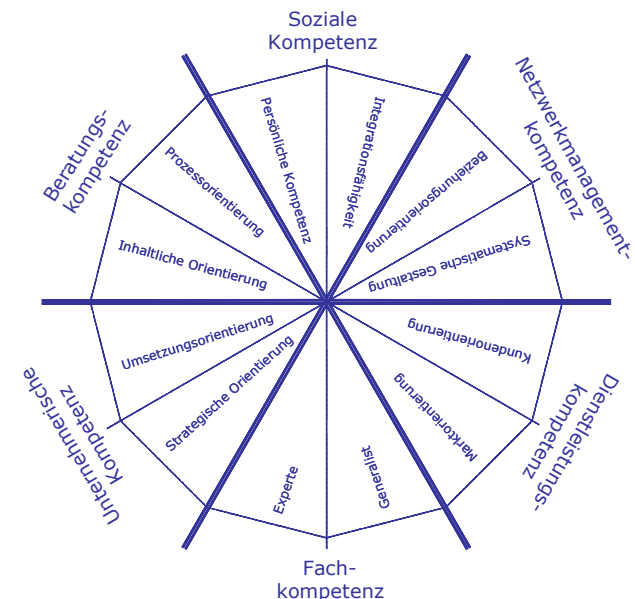 Soziale
Kompetenz
Netzwerkmanagement-
kompetenz
Dienstleistungs-
kompetenz
Fach-
kompetenz
Unternehmerische
Kompetenz
Beratungs-
kompetenz
Persönliche Kompetenz
Integrationsfähigkeit
Beziehungsorientierung
Systematische Gestaltung
Kundenorientierung
Marktorientierung
Generalist
Experte
Strategische Orientierung
Umsetzungsorientierung
Inhaltliche Orientierung
Prozessorientierung